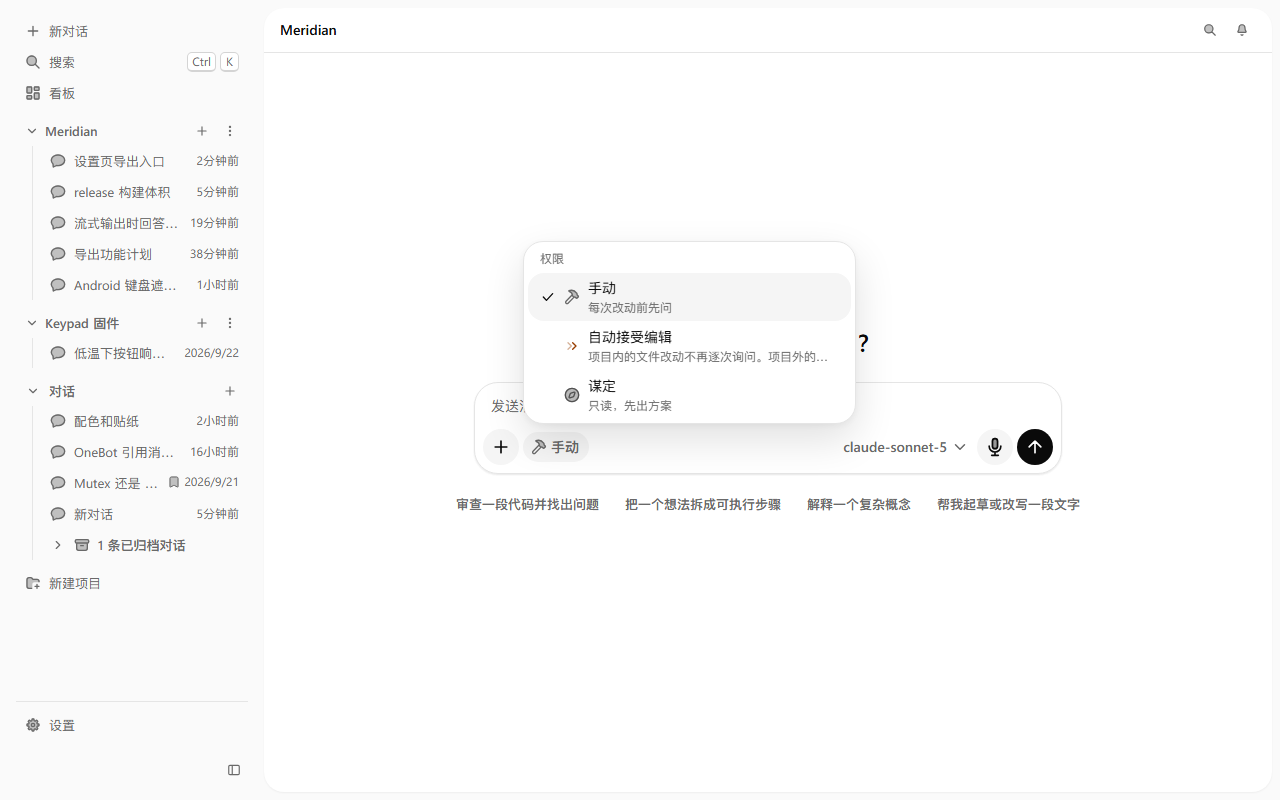 新对话
搜索 Ctrl K
看板
Meridian
设置页导出入口 2分钟前
release 构建体积 5分钟前
流式输出时回答… 19分钟前
导出功能计划 38分钟前
Android 键盘遮… 1小时前
Keypad 固件
低温下按钮响… 2026/9/22
对话
配色和贴纸 2小时前
OneBot 引用消… 16小时前
Mutex 还是 … 2026/9/21
新对话 5分钟前
1 条已归档对话
新建项目
设置
Meridian
权限
手动
每次改动前先问
自动接受编辑
项目内的文件改动不再逐次询问。项目外的…
谋定
只读，先出方案
?
发送
手动 claude-sonnet-5
审查一段代码并找出问题 把一个想法拆成可执行步骤 解释一个复杂概念 帮我起草或改写一段文字